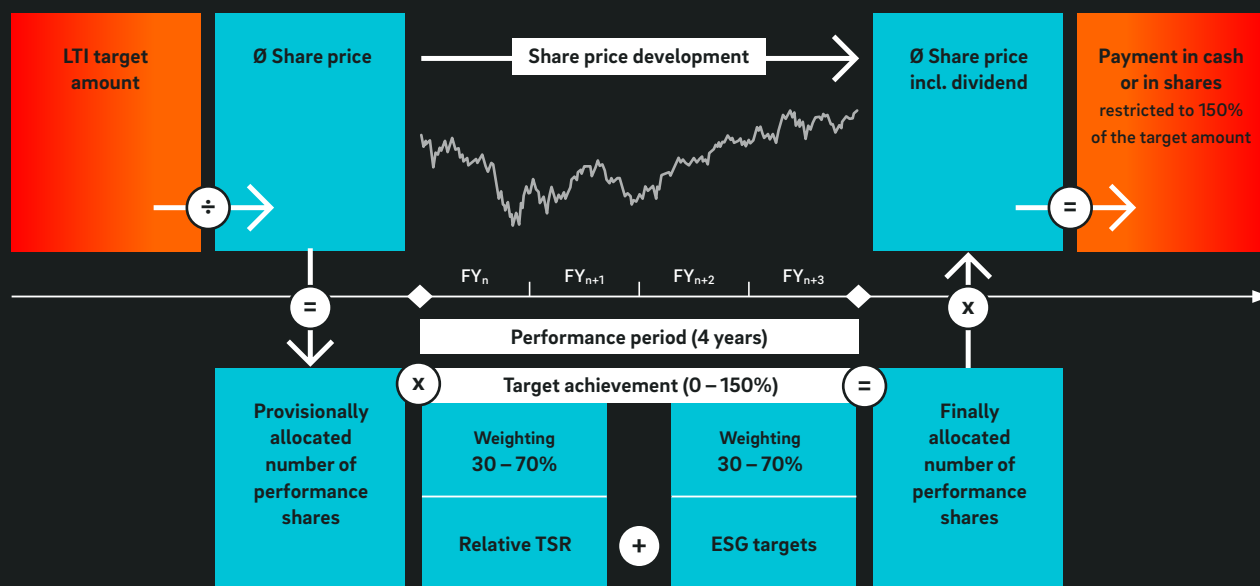 LTI target
amount
÷
Ø Share price
Share price development
Ø Share price
incl. dividend
=
Payment in cash
or in shares
restricted to 150%
of the target amount
FYn
FYn+1
FYn+2
FYn+3
=
x
Performance period (4 years)
x
Target achievement (0 – 150%)
=
Provisionally
allocated
number of
performance
shares
Weighting
30 – 70%
Relative TSR
+
Weighting
30 – 70%
ESG targets
Finally
allocated
number of
performance
shares